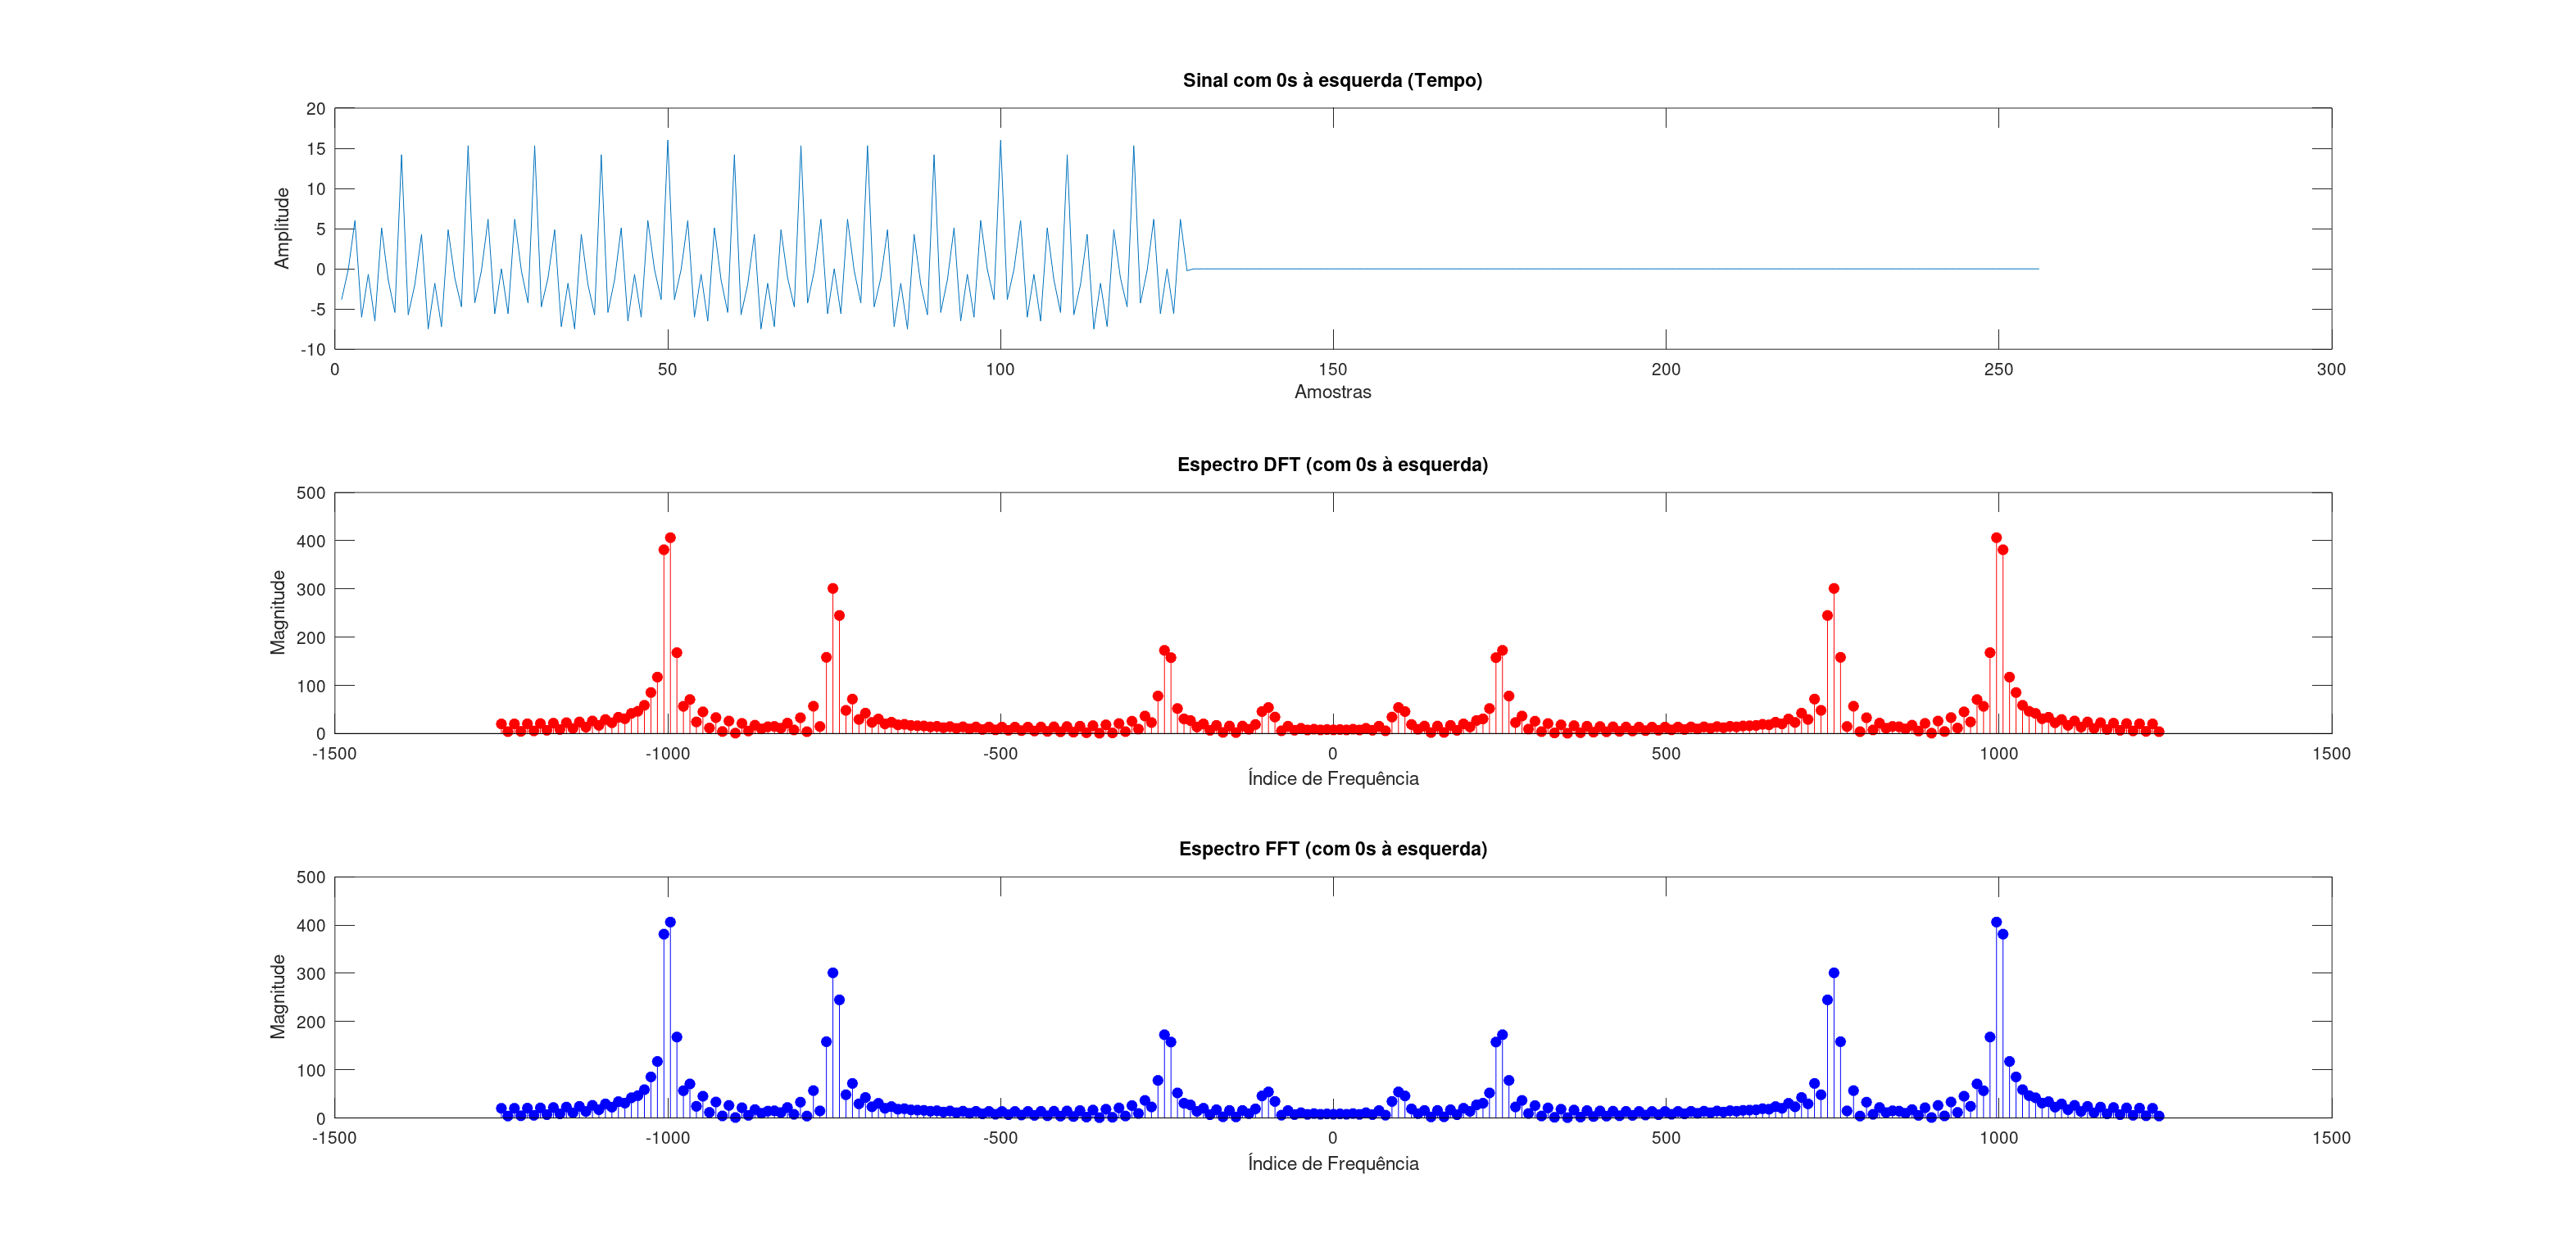 Sinal com 0s à esquerda (Tempo)
20
15
10
5
0
-5
-10
Amplitude
0 50 100 150 200 250 300
Amostras
Espectro DFT (com 0s à esquerda)
500
400
300
200
100
0
Magnitude
-1500 -1000 -500 0 500 1000 1500
Índice de Frequência
Espectro FFT (com 0s à esquerda)
500
400
300
200
100
0
Magnitude
-1500 -1000 -500 0 500 1000 1500
Índice de Frequência